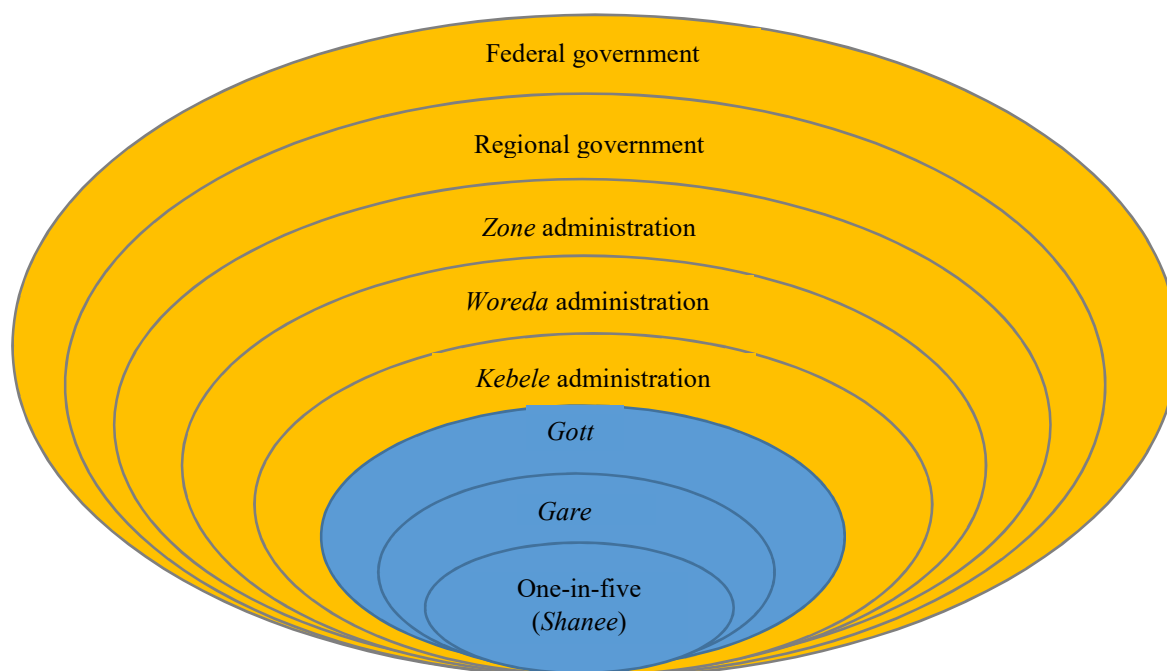 Federal government
Regional government
Zone administration
Woreda administration
Kebele administration
Gott
Gare
One-in-five
(Shanee)